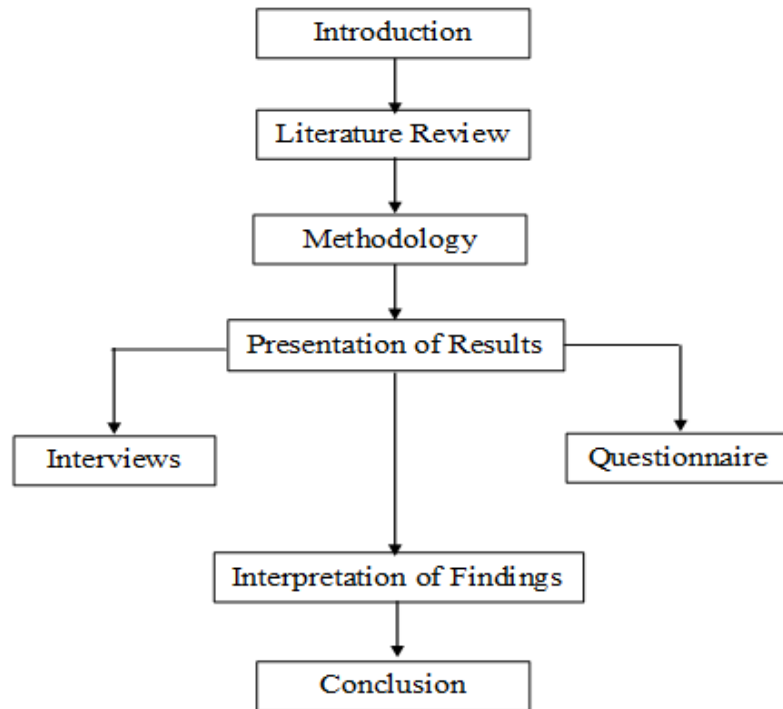 Introduction
Literature Review
Methodology
Presentation of Results
Interviews
Questionnaire
Interpretation of Findings
Conclusion